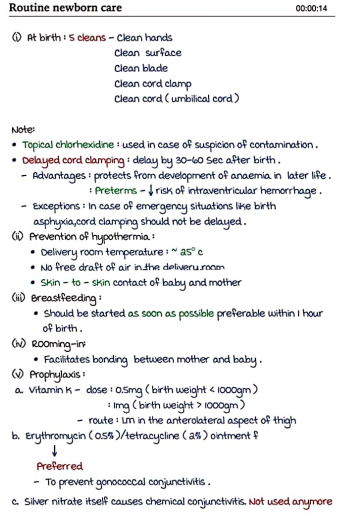 Routine newborn care
00:00:14
(i) At birth : 5 cleans - Clean hands
Clean surface
Clean blade
Clean cord clamp
Clean cord ( umbilical cord )
Note:
• Topical chlorhexidine : used in case of suspicion of contamination .
• Delayed cord clamping : delay by 30-60 Sec after birth .
- Advantages : protects from development of anaemia in later life .
: Preterms - ↓ risk of intraventricular hemorrhage .
- Exceptions : In case of emergency situations like birth
asphyxia,cord clamping should not be delayed .
(ii) Prevention of hypothermia :
• Delivery room temperature : ~ 25° c
• No free draft of air in the delivery room
• Skin - to - skin contact of baby and mother
(iii) Breastfeeding :
• Should be started as soon as possible preferable within 1 hour
of birth .
(iv) Rooming-in:
• Facilitates bonding between mother and baby .
(v) Prophylaxis :
a. Vitamin K - dose : 0.5mg ( birth weight < 1000gm )
: 1mg ( birth weight > 1000gm )
- route : I.m in the anterolateral aspect of thigh
b. Erythromycin ( 0.5% )/tetracycline ( 2% ) ointment f
↓
Preferred
- To prevent gonococcal conjunctivitis .
c. Silver nitrate itself causes chemical conjunctivitis. Not used anymore